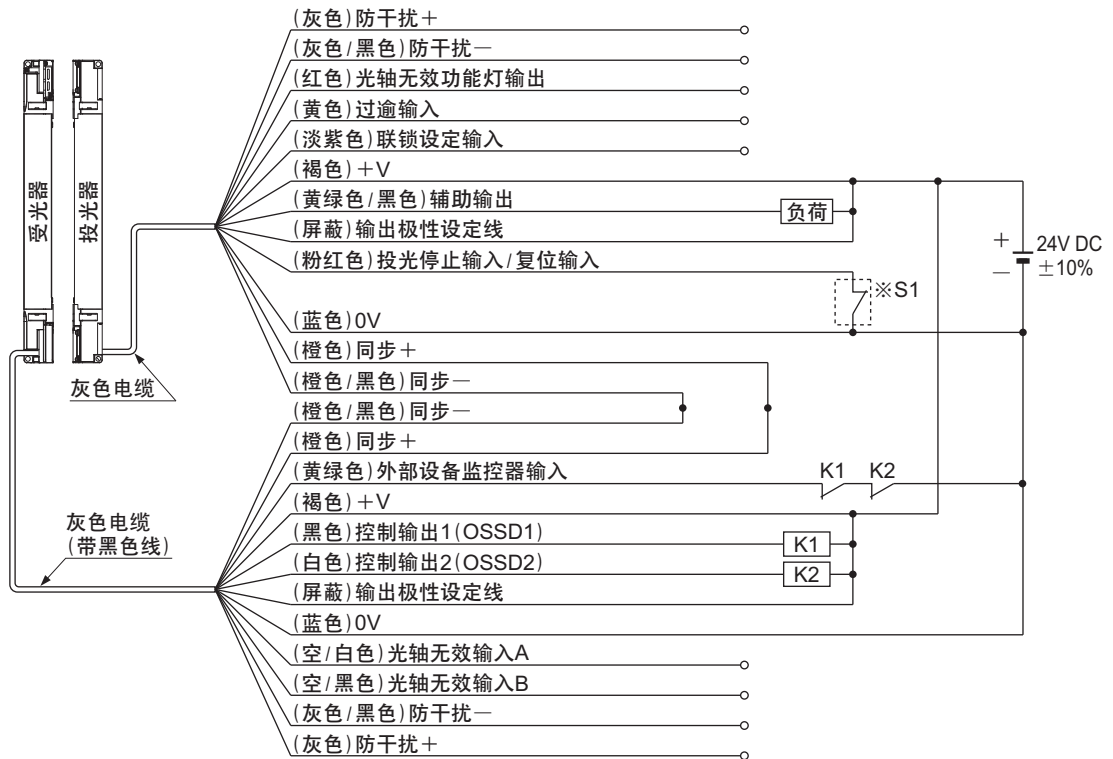 (灰色)防干扰＋
(灰色/黑色)防干扰－
(红色)光轴无效功能灯输出
(黄色)过逾输入
(淡紫色)联锁设定输入
(褐色)＋V
(黄绿色/黑色)辅助输出
负荷
(屏蔽)输出极性设定线
(粉红色)投光停止输入/复位输入
※S1
＋
－
24V DC
±10%
受光器
投光器
(蓝色)0V
(橙色)同步＋
(橙色/黑色)同步－
灰色电缆
(橙色/黑色)同步－
(橙色)同步＋
(黄绿色)外部设备监控器输入
K1 K2
(褐色)＋V
灰色电缆
(带黑色线)
(黑色)控制输出1(OSSD1)
K1
(白色)控制输出2(OSSD2)
K2
(屏蔽)输出极性设定线
(蓝色)0V
(空/白色)光轴无效输入A
(空/黑色)光轴无效输入B
(灰色/黑色)防干扰－
(灰色)防干扰＋